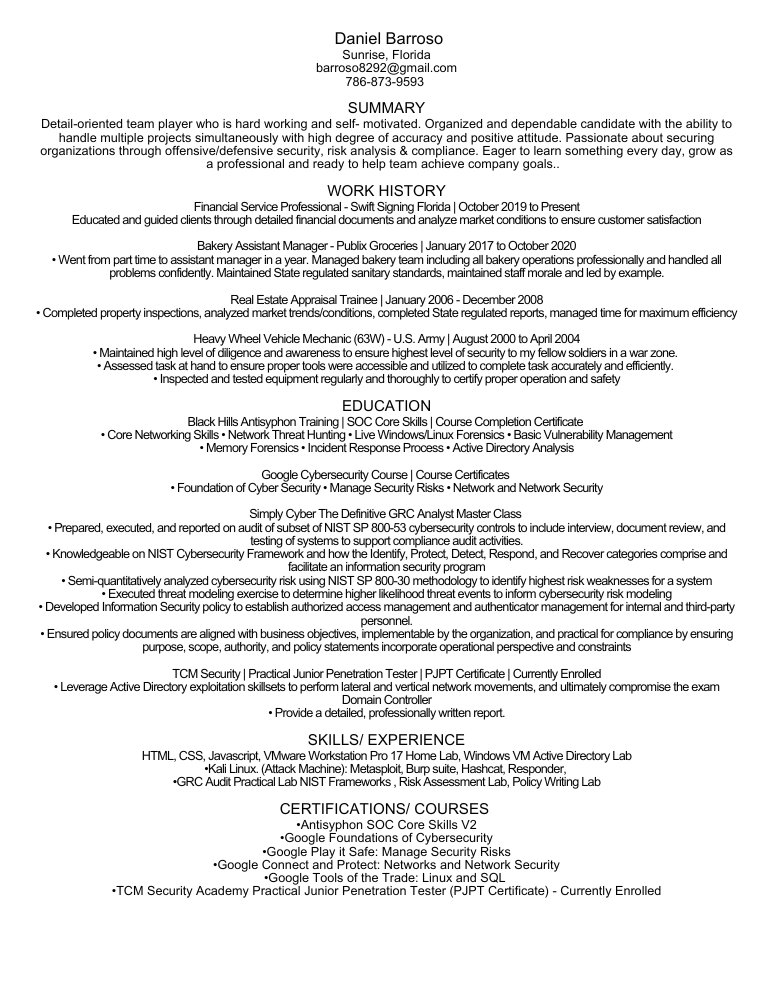 Daniel Barroso
Sunrise, Florida
barroso8292@gmail.com
786-873-9593
SUMMARY
Detail-oriented team player who is hard working and self- motivated. Organized and dependable candidate with the ability to
handle multiple projects simultaneously with high degree of accuracy and positive attitude. Passionate about securing
organizations through offensive/defensive security, risk analysis & compliance. Eager to learn something every day, grow as
a professional and ready to help team achieve company goals..
WORK HISTORY
Financial Service Professional - Swift Signing Florida | October 2019 to Present
Educated and guided clients through detailed financial documents and analyze market conditions to ensure customer satisfaction
Bakery Assistant Manager - Publix Groceries | January 2017 to October 2020
• Went from part time to assistant manager in a year. Managed bakery team including all bakery operations professionally and handled all
problems confidently. Maintained State regulated sanitary standards, maintained staff morale and led by example.
Real Estate Appraisal Trainee | January 2006 - December 2008
• Completed property inspections, analyzed market trends/conditions, completed State regulated reports, managed time for maximum efficiency
Heavy Wheel Vehicle Mechanic (63W) - U.S. Army | August 2000 to April 2004
• Maintained high level of diligence and awareness to ensure highest level of security to my fellow soldiers in a war zone.
• Assessed task at hand to ensure proper tools were accessible and utilized to complete task accurately and efficiently.
• Inspected and tested equipment regularly and thoroughly to certify proper operation and safety
EDUCATION
Black Hills Antisyphon Training | SOC Core Skills | Course Completion Certificate
• Core Networking Skills • Network Threat Hunting • Live Windows/Linux Forensics • Basic Vulnerability Management
• Memory Forensics • Incident Response Process • Active Directory Analysis
Google Cybersecurity Course | Course Certificates
• Foundation of Cyber Security • Manage Security Risks • Network and Network Security
Simply Cyber The Definitive GRC Analyst Master Class
• Prepared, executed, and reported on audit of subset of NIST SP 800-53 cybersecurity controls to include interview, document review, and
testing of systems to support compliance audit activities.
• Knowledgeable on NIST Cybersecurity Framework and how the Identify, Protect, Detect, Respond, and Recover categories comprise and
facilitate an information security program
• Semi-quantitatively analyzed cybersecurity risk using NIST SP 800-30 methodology to identify highest risk weaknesses for a system
• Executed threat modeling exercise to determine higher likelihood threat events to inform cybersecurity risk modeling
• Developed Information Security policy to establish authorized access management and authenticator management for internal and third-party
personnel.
• Ensured policy documents are aligned with business objectives, implementable by the organization, and practical for compliance by ensuring
purpose, scope, authority, and policy statements incorporate operational perspective and constraints
TCM Security | Practical Junior Penetration Tester | PJPT Certificate | Currently Enrolled
• Leverage Active Directory exploitation skillsets to perform lateral and vertical network movements, and ultimately compromise the exam
Domain Controller
• Provide a detailed, professionally written report.
SKILLS/ EXPERIENCE
HTML, CSS, Javascript, VMware Workstation Pro 17 Home Lab, Windows VM Active Directory Lab
•Kali Linux. (Attack Machine): Metasploit, Burp suite, Hashcat, Responder,
•GRC Audit Practical Lab NIST Frameworks , Risk Assessment Lab, Policy Writing Lab
CERTIFICATIONS/ COURSES
•Antisyphon SOC Core Skills V2
•Google Foundations of Cybersecurity
•Google Play it Safe: Manage Security Risks
•Google Connect and Protect: Networks and Network Security
•Google Tools of the Trade: Linux and SQL
•TCM Security Academy Practical Junior Penetration Tester (PJPT Certificate) - Currently Enrolled